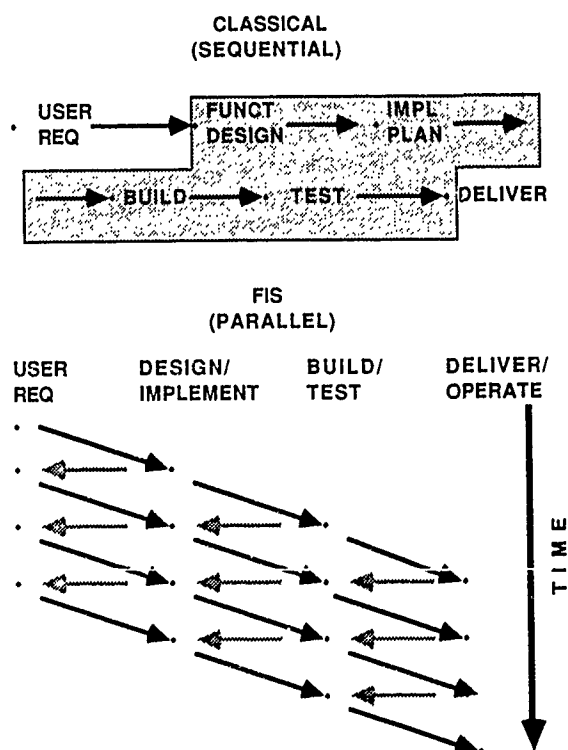 CLASSICAL
(SEQUENTIAL)
USER
REQ
FUNCT
DESIGN
IMPL
PLAN
BUILD
TEST
DELIVER
FIS
(PARALLEL)
USER
REQ
DESIGN/
IMPLEMENT
BUILD/
TEST
DELIVER/
OPERATE
TIME